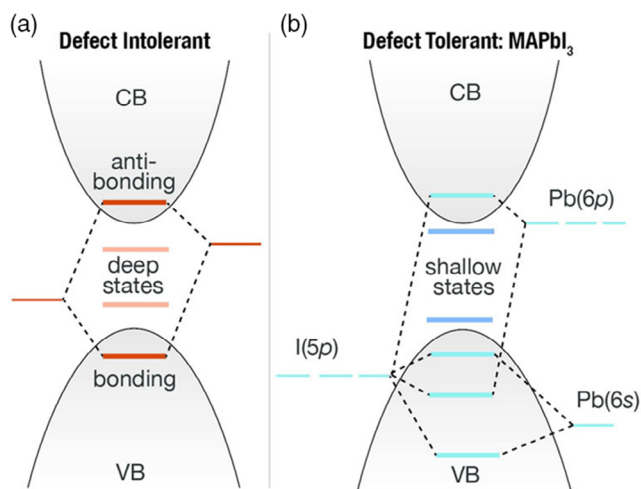 (a)
Defect Intolerant
CB
anti-
bonding
deep
states
bonding
VB
(b)
Defect Tolerant: MAPbI₃
CB
Pb(6p)
shallow
states
I(5p)
Pb(6s)
VB